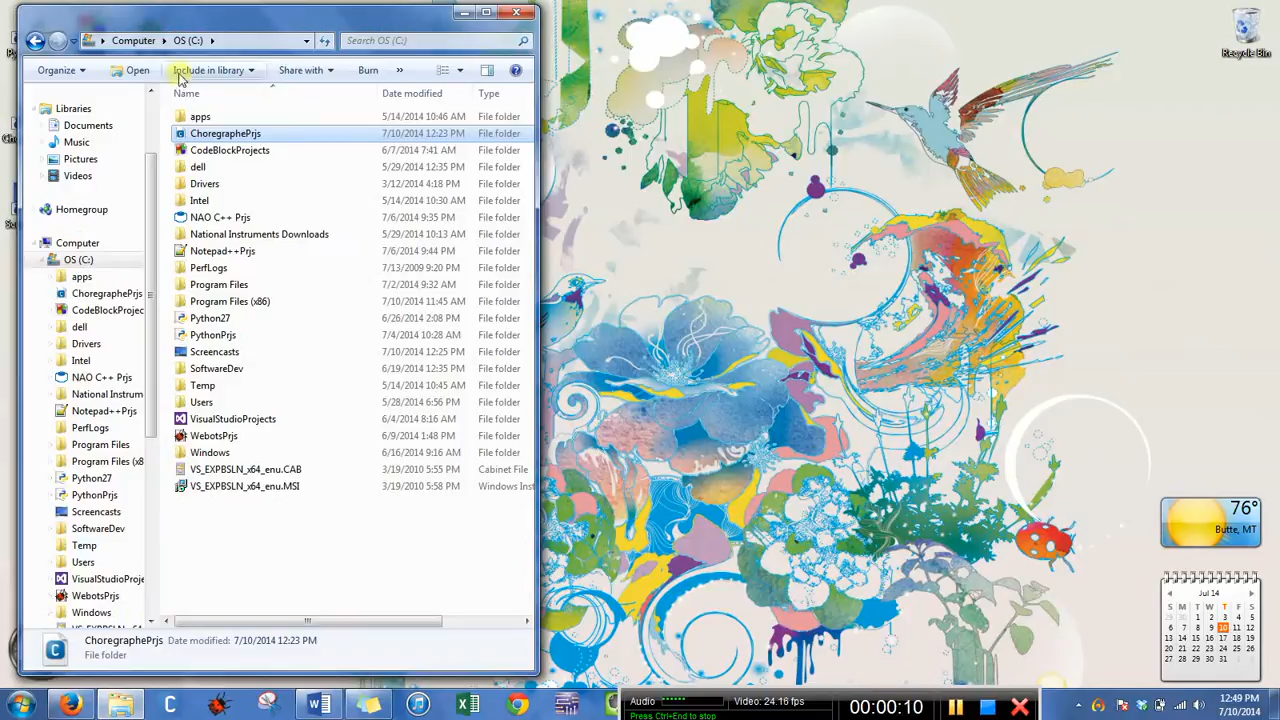 Computer OS (C:)
Search OS (C:)
Organize Open Include in library Share with Burn »
Name Date modified Type
Libraries
Documents
Music
Pictures
Videos
Homegroup
Computer
OS (C:)
apps
ChoregraphePrjs
CodeBlockProjec
dell
Drivers
Intel
NAO C++ Prjs
National Instrum
Notepad++Prjs
PerfLogs
Program Files
Program Files (x8
Python27
PythonPrjs
Screencasts
SoftwareDev
Temp
Users
VisualStudioProje
WebotsPrjs
Windows
apps 5/14/2014 10:46 AM File folder
ChoregraphePrjs 7/10/2014 12:23 PM File folder
CodeBlockProjects 6/7/2014 7:41 AM File folder
dell 5/29/2014 10:17 AM File folder
Drivers 3/12/2014 4:18 PM File folder
Intel 5/14/2014 10:30 AM File folder
NAO C++ Prjs 7/6/2014 9:35 PM File folder
National Instruments Downloads 5/29/2014 10:13 AM File folder
Notepad++Prjs 7/6/2014 9:44 PM File folder
PerfLogs 7/13/2009 9:20 PM File folder
Program Files 7/2/2014 9:32 AM File folder
Program Files (x86) 7/10/2014 11:45 AM File folder
Python27 6/26/2014 2:08 PM File folder
PythonPrjs 7/4/2014 10:28 AM File folder
Screencasts 7/10/2014 12:25 PM File folder
SoftwareDev 6/19/2014 12:35 PM File folder
Temp 5/14/2014 10:45 AM File folder
Users 5/28/2014 6:56 PM File folder
VisualStudioProjects 6/4/2014 8:16 AM File folder
WebotsPrjs 6/9/2014 1:48 PM File folder
Windows 6/16/2014 9:16 AM File folder
VS_EXPBSLN_x64_enu.CAB 3/19/2010 5:55 PM Cabinet File
VS_EXPBSLN_x64_enu.MSI 3/19/2010 5:58 PM Windows Inst
ChoregraphePrjs Date modified: 7/10/2014 12:23 PM
File folder
Recycle Bin
76°
Butte, MT
Jul 14
S M T W T F S
29 30 1 2 3 4 5
6 7 8 9 10 11 12
13 14 15 16 17 18 19
20 21 22 23 24 25 26
27 28 29 30 31
Audio Video: 24.16 fps
Press Ctrl+End to stop
00:00:10
12:49 PM
7/10/2014